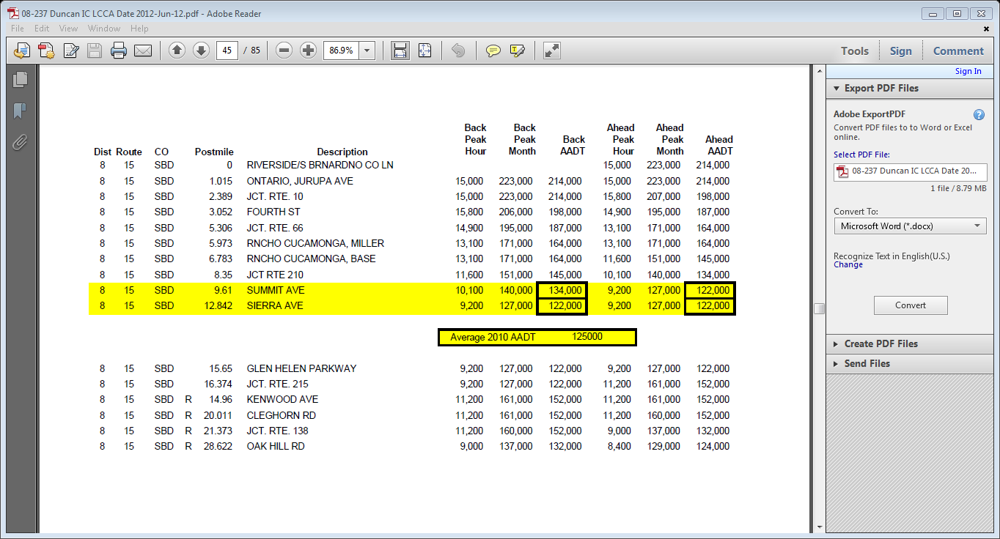 08-237 Duncan IC LCCA Date 2012-Jun-12.pdf - Adobe Reader
File Edit View Window Help
45 / 85 86.9% Tools Sign Comment
Sign In
Export PDF Files
Adobe ExportPDF
Convert PDF files to to Word or Excel
online.
Select PDF File:
08-237 Duncan IC LCCA Date 20...
1 file / 8.79 MB
Convert To:
Microsoft Word (*.docx)
Recognize Text in English(U.S.)
Change
Convert
Create PDF Files
Send Files
Back Back Ahead Ahead
Peak Peak Back Peak Peak Ahead
Dist Route CO Postmile Description Hour Month AADT Hour Month AADT
8 15 SBD 0 RIVERSIDE/S BRNARDNO CO LN 15,000 223,000 214,000
8 15 SBD 1.015 ONTARIO, JURUPA AVE 15,000 223,000 214,000 15,000 223,000 214,000
8 15 SBD 2.389 JCT. RTE. 10 15,000 223,000 214,000 15,800 207,000 198,000
8 15 SBD 3.052 FOURTH ST 15,800 206,000 198,000 14,900 195,000 187,000
8 15 SBD 5.306 JCT. RTE. 66 14,900 195,000 187,000 13,100 171,000 164,000
8 15 SBD 5.973 RNCHO CUCAMONGA, MILLER 13,100 171,000 164,000 13,100 171,000 164,000
8 15 SBD 6.783 RNCHO CUCAMONGA, BASE 13,100 171,000 164,000 11,600 151,000 145,000
8 15 SBD 8.35 JCT RTE 210 11,600 151,000 145,000 10,100 140,000 134,000
8 15 SBD 9.61 SUMMIT AVE 10,100 140,000 134,000 9,200 127,000 122,000
8 15 SBD 12.842 SIERRA AVE 9,200 127,000 122,000 9,200 127,000 122,000
Average 2010 AADT 125000
8 15 SBD 15.65 GLEN HELEN PARKWAY 9,200 127,000 122,000 9,200 127,000 122,000
8 15 SBD 16.374 JCT. RTE. 215 9,200 127,000 122,000 11,200 161,000 152,000
8 15 SBD R 14.96 KENWOOD AVE 11,200 161,000 152,000 11,200 161,000 152,000
8 15 SBD R 20.011 CLEGHORN RD 11,200 161,000 152,000 11,200 160,000 152,000
8 15 SBD R 21.373 JCT. RTE. 138 11,200 160,000 152,000 9,000 137,000 132,000
8 15 SBD R 28.622 OAK HILL RD 9,000 137,000 132,000 8,400 129,000 124,000